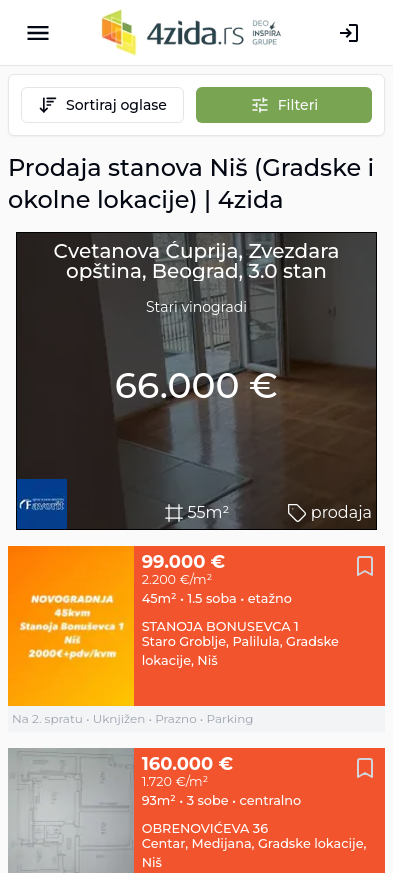 4zida.rs
DEO
INSPIRA
GRUPE
Sortiraj oglase
Filteri
Prodaja stanova Niš (Gradske i
okolne lokacije) | 4zida
Cvetanova Ćuprija, Zvezdara
opština, Beograd, 3.0 stan
Stari vinogradi
66.000 €
Favorit
55m²
prodaja
NOVOGRADNJA
45kvm
Stanoja Bonuševca 1
Niš
2000€+pdv/kvm
99.000 €
2.200 €/m²
45m² • 1.5 soba • etažno
STANOJA BONUSEVCA 1
Staro Groblje, Palilula, Gradske
lokacije, Niš
Na 2. spratu • Uknjižen • Prazno • Parking
160.000 €
1.720 €/m²
93m² • 3 sobe • centralno
OBRENOVIĆEVA 36
Centar, Medijana, Gradske lokacije,
Niš